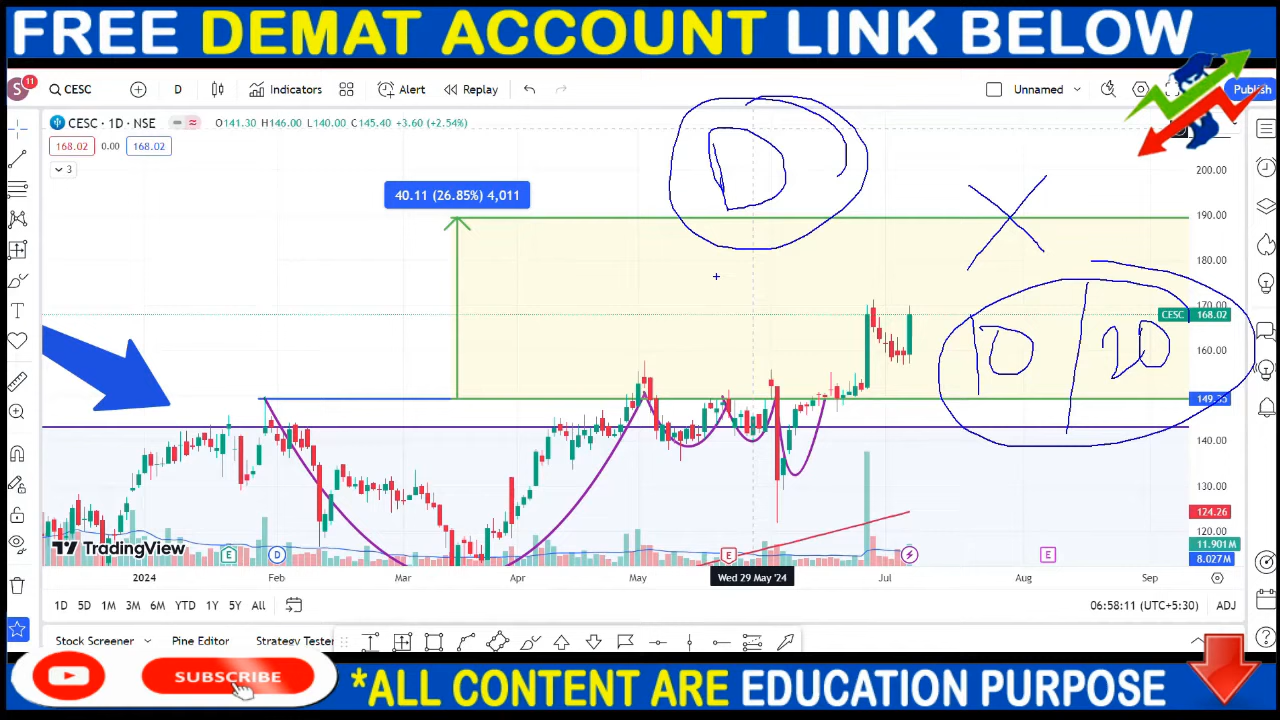 FREE DEMAT ACCOUNT LINK BELOW
S 11 CESC D Indicators Alert Replay Unnamed Publish
CESC · 1D · NSE O141.30 H146.00 L140.00 C145.40 +3.60 (+2.54%)
168.02 0.00 168.02
3
D
200.00
40.11 (26.85%) 4,011
190.00
180.00
170.00
CESC 168.02
10 / 20
160.00
140.00
130.00
124.26
120.00
11.901M
8.027M
TradingView
E D E E
2024 Feb Mar Apr May Wed 29 May '24 Jul Aug Sep
1D 5D 1M 3M 6M YTD 1Y 5Y All 06:58:11 (UTC+5:30) ADJ
Stock Screener Pine Editor Strategy Tester
SUBSCRIBE
*ALL CONTENT ARE EDUCATION PURPOSE